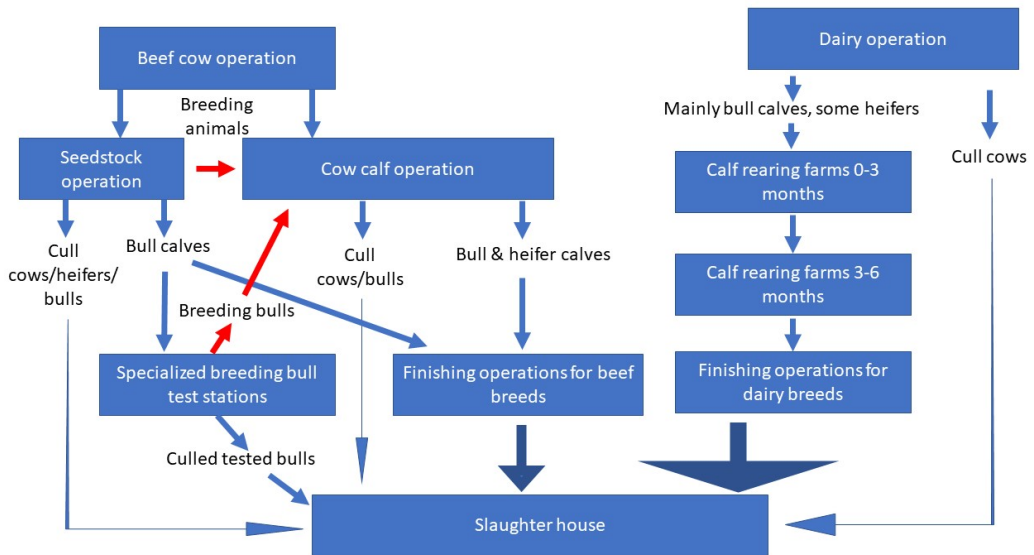 Beef cow operation
Dairy operation
Breeding
animals
Mainly bull calves, some heifers
Seedstock
operation
Cow calf operation
Cull cows
Calf rearing farms 0-3
months
Cull
cows/heifers/
bulls
Bull calves
Cull
cows/bulls
Bull & heifer calves
Calf rearing farms 3-6
months
Breeding bulls
Specialized breeding bull
test stations
Finishing operations for beef
breeds
Finishing operations for
dairy breeds
Culled tested bulls
Slaughter house